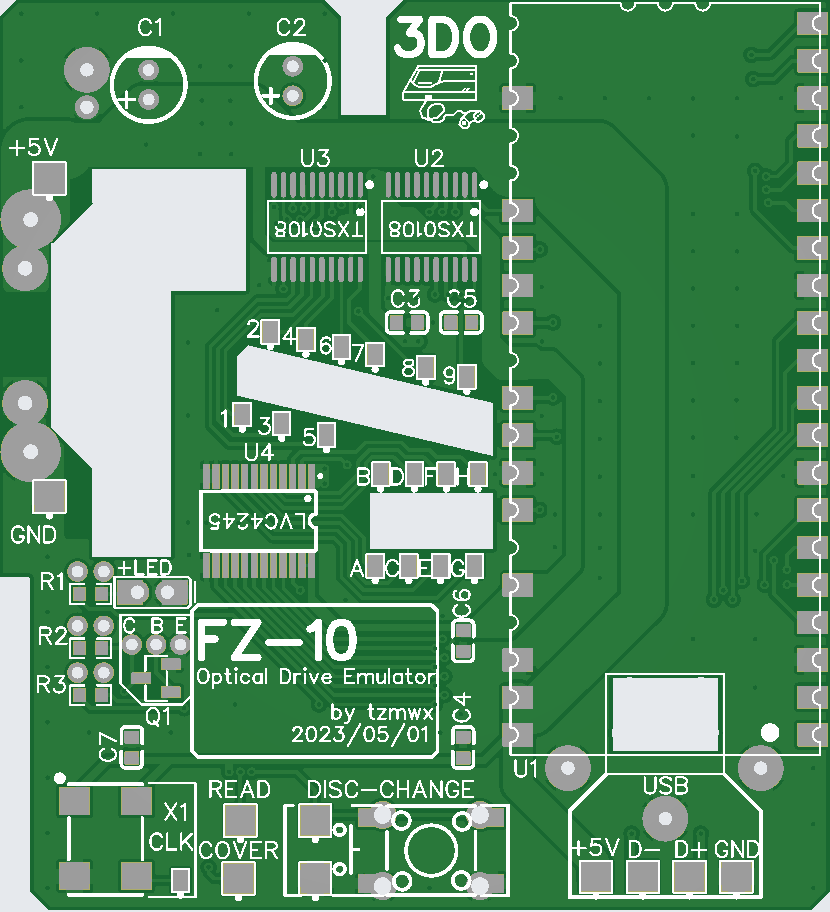 C1
C2
3DO
+5V
U3
U2
TXS0108
TXS0108
C3
C5
2
4
6
7
8
9
1
3
5
U4
B
D
F
H
LVC4245
GND
A
C
E
G
+LED
R1
C B E
R2
R3
Q1
FZ-10
Optical Drive Emulator
by tzmwx
2023/05/01
C6
C4
C7
U1
USB
READ
DISC-CHANGE
X1
CLK
COVER
+5V
D-
D+
GND